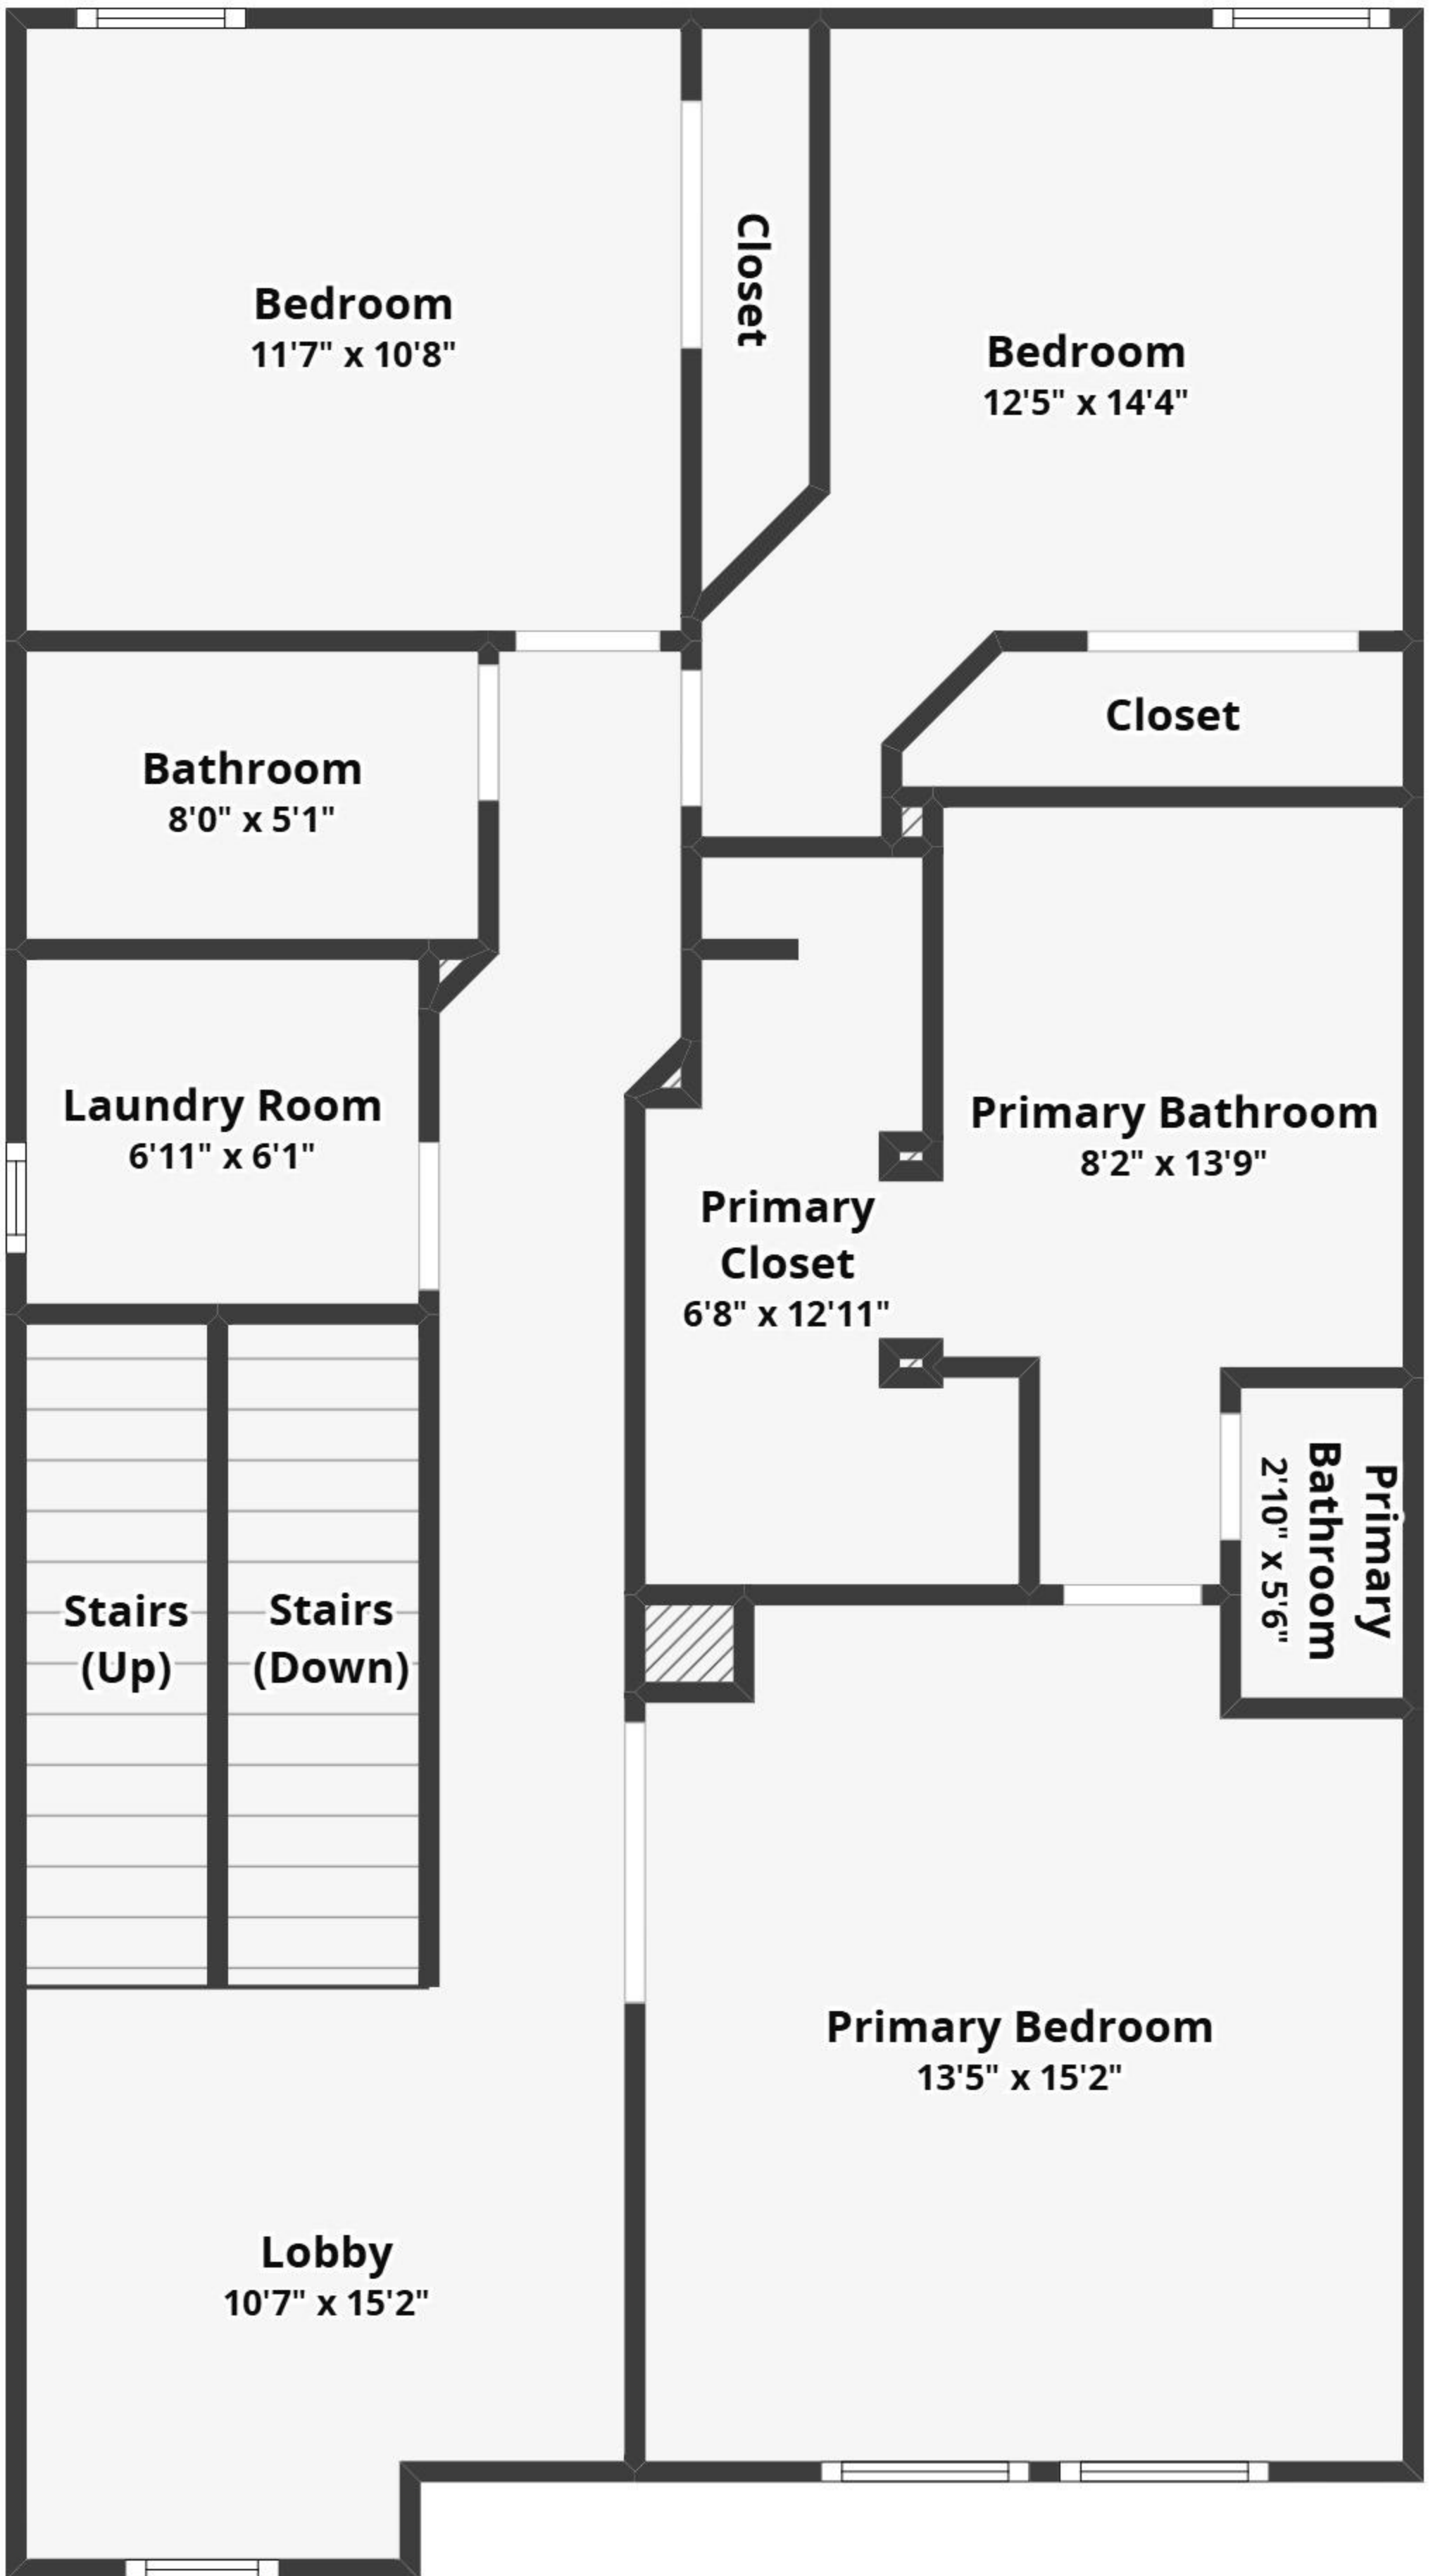 Bedroom
11'7" x 10'8"
Closet
Bedroom
12'5" x 14'4"
Closet
Bathroom
8'0" x 5'1"
Laundry Room
6'11" x 6'1"
Primary Bathroom
8'2" x 13'9"
Primary
Closet
6'8" x 12'11"
Primary
Bathroom
2'10" x 5'6"
Stairs
(Up)
Stairs
(Down)
Primary Bedroom
13'5" x 15'2"
Lobby
10'7" x 15'2"